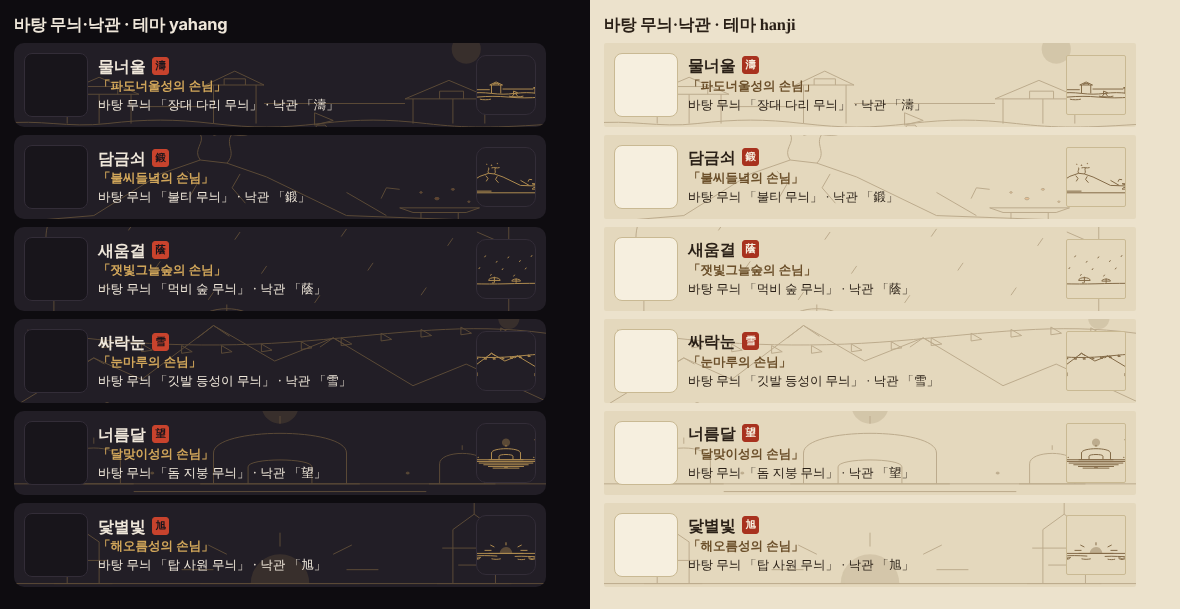 바탕 무늬·낙관 · 테마 yahang
물너울 濤
「파도너울성의 손님」
바탕 무늬 「장대 다리 무늬」 · 낙관 「濤」
담금쇠 鍛
「불씨들녘의 손님」
바탕 무늬 「불티 무늬」 · 낙관 「鍛」
새움결 蔭
「잿빛그늘숲의 손님」
바탕 무늬 「먹비 숲 무늬」 · 낙관 「蔭」
싸락눈 雪
「눈마루의 손님」
바탕 무늬 「깃발 등성이 무늬」 · 낙관 「雪」
너름달 望
「달맞이성의 손님」
바탕 무늬 「돔 지붕 무늬」 · 낙관 「望」
닻별빛 旭
「해오름성의 손님」
바탕 무늬 「탑 사원 무늬」 · 낙관 「旭」
바탕 무늬·낙관 · 테마 hanji
물너울 濤
「파도너울성의 손님」
바탕 무늬 「장대 다리 무늬」 · 낙관 「濤」
담금쇠 鍛
「불씨들녘의 손님」
바탕 무늬 「불티 무늬」 · 낙관 「鍛」
새움결 蔭
「잿빛그늘숲의 손님」
바탕 무늬 「먹비 숲 무늬」 · 낙관 「蔭」
싸락눈 雪
「눈마루의 손님」
바탕 무늬 「깃발 등성이 무늬」 · 낙관 「雪」
너름달 望
「달맞이성의 손님」
바탕 무늬 「돔 지붕 무늬」 · 낙관 「望」
닻별빛 旭
「해오름성의 손님」
바탕 무늬 「탑 사원 무늬」 · 낙관 「旭」